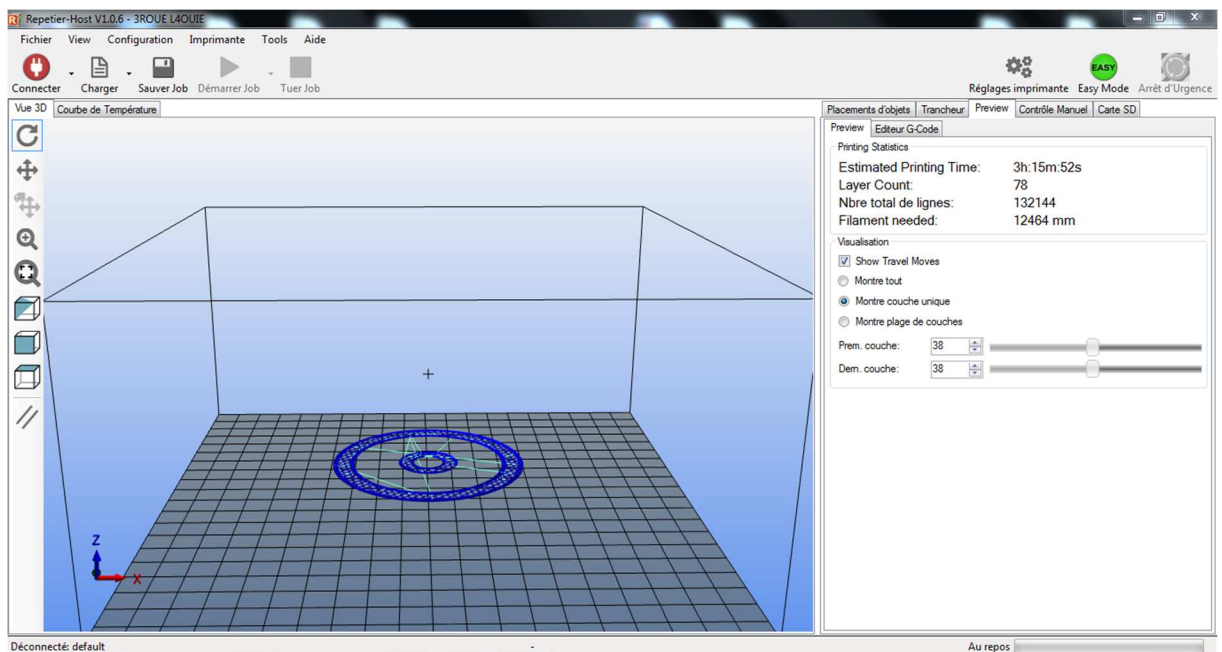 Repetier-Host V1.0.6 - 3ROUE L4OUIE
Fichier View Configuration Imprimante Tools Aide
Connecter Charger Sauver Job Démarrer Job Tuer Job Réglages imprimante EASY Easy Mode Arrêt d'Urgence
Vue 3D Courbe de Température
Placements d'objets Trancheur Preview Contrôle Manuel Carte SD
Preview Editeur G-Code
Printing Statistics
Estimated Printing Time: 3h:15m:52s
Layer Count: 78
Nbre total de lignes: 132144
Filament needed: 12464 mm
Visualisation
Show Travel Moves
Montre tout
Montre couche unique
Montre plage de couches
Prem. couche: 38
Dern. couche: 38
Z
X
Déconnecté: default - Au repos